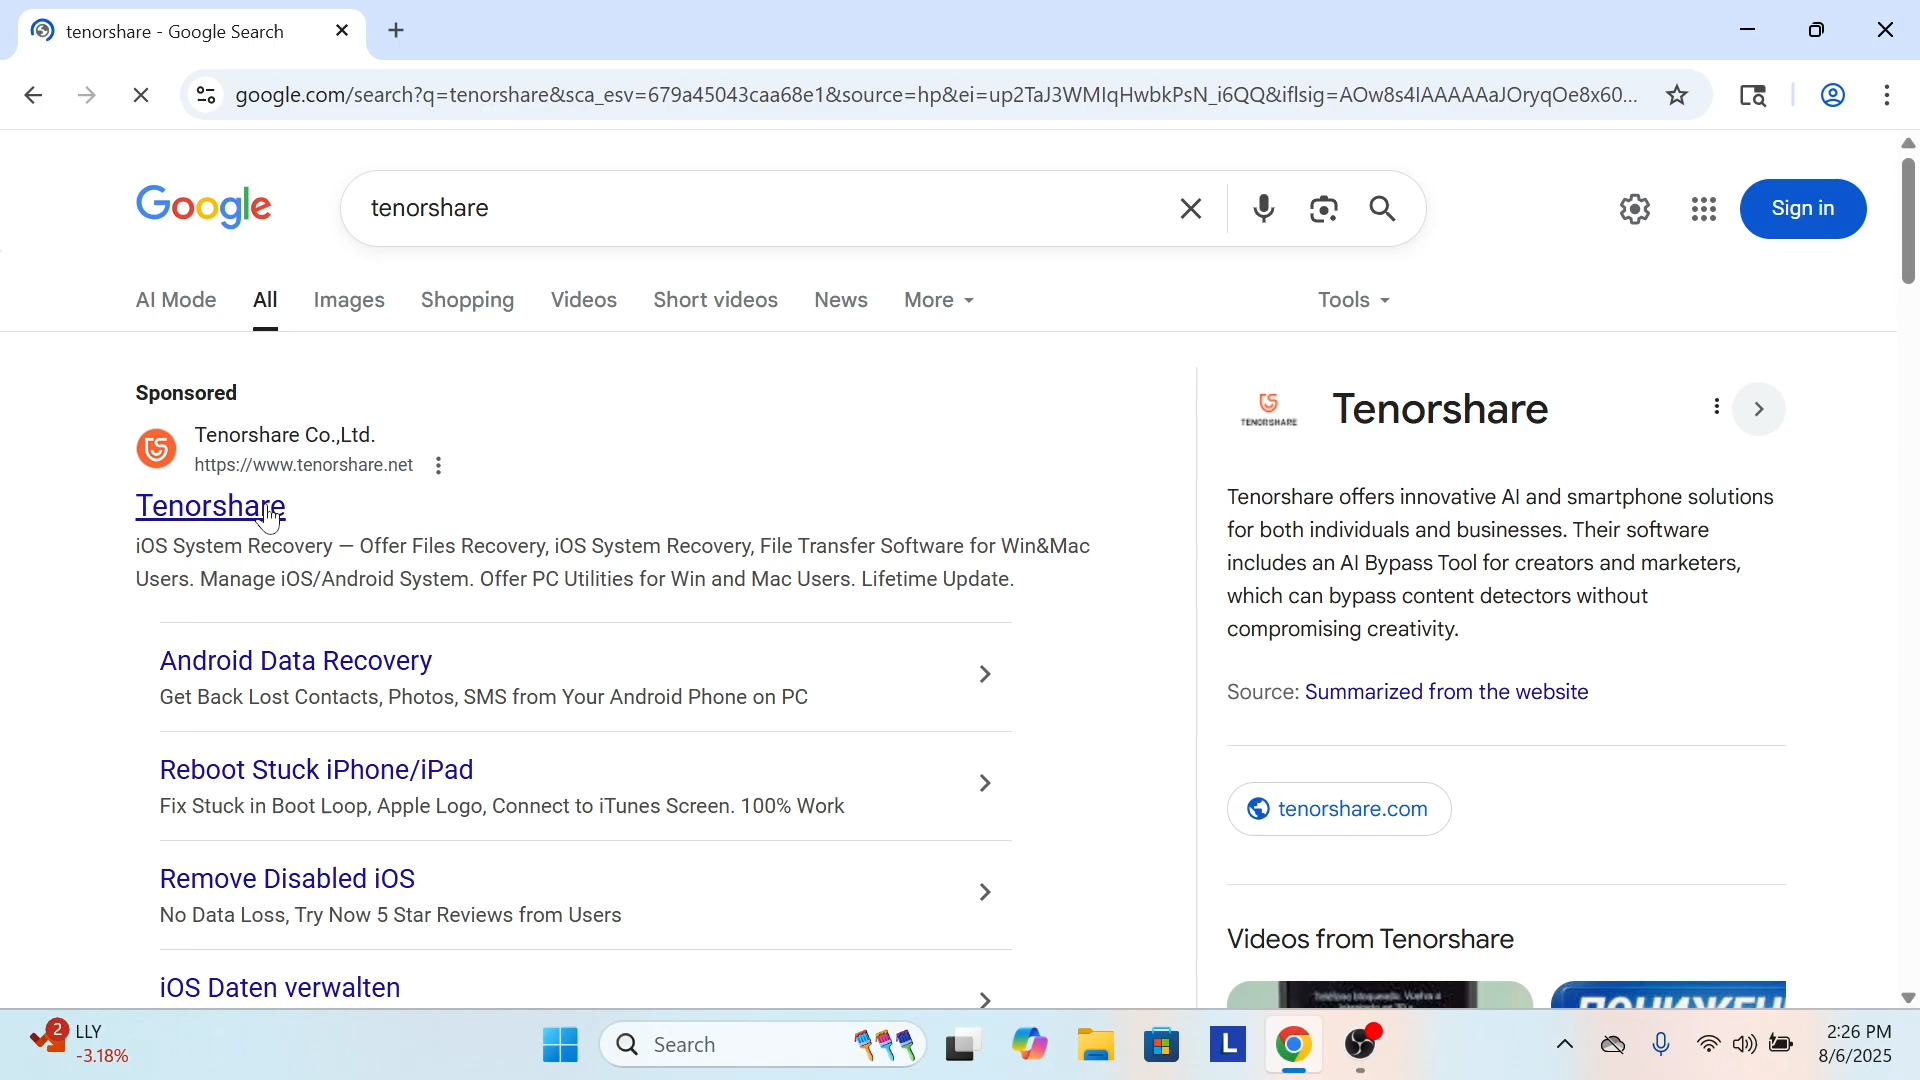 tenorshare - Google Search
google.com/search?q=tenorshare&sca_esv=679a45043caa68e1&source=hp&ei=up2TaJ3WMIqHwbkPsN_i6QQ&iflsig=AOw8s4IAAAAAaJOryqOe8x60...
Google
tenorshare
Sign in
AI Mode All Images Shopping Videos Short videos News More Tools
Sponsored
Tenorshare Co.,Ltd.
https://www.tenorshare.net
Tenorshare
iOS System Recovery — Offer Files Recovery, iOS System Recovery, File Transfer Software for Win&Mac
Users. Manage iOS/Android System. Offer PC Utilities for Win and Mac Users. Lifetime Update.
Android Data Recovery
Get Back Lost Contacts, Photos, SMS from Your Android Phone on PC
Reboot Stuck iPhone/iPad
Fix Stuck in Boot Loop, Apple Logo, Connect to iTunes Screen. 100% Work
Remove Disabled iOS
No Data Loss, Try Now 5 Star Reviews from Users
iOS Daten verwalten
TENORSHARE
Tenorshare
Tenorshare offers innovative AI and smartphone solutions
for both individuals and businesses. Their software
includes an AI Bypass Tool for creators and marketers,
which can bypass content detectors without
compromising creativity.
Source: Summarized from the website
tenorshare.com
Videos from Tenorshare
2
LLY
-3.18%
Search
L
2:26 PM
8/6/2025